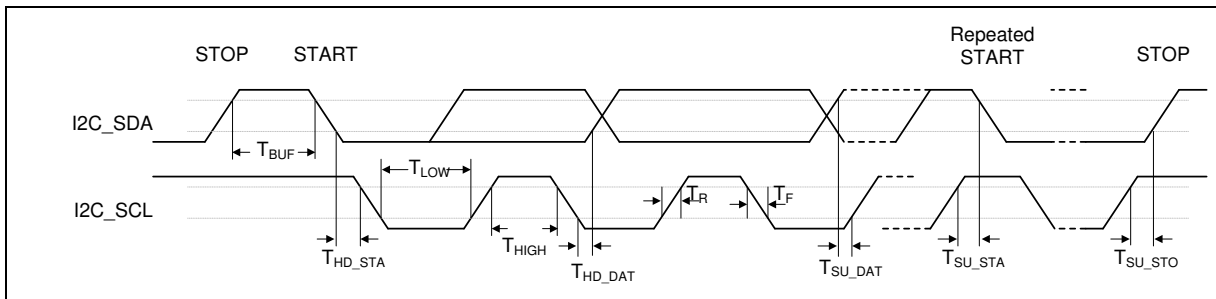 Repeated
STOP START START STOP
I2C_SDA
T_BUF
T_LOW
I2C_SCL
T_R T_F
T_HD_STA T_HIGH T_HD_DAT T_SU_DAT T_SU_STA T_SU_STO